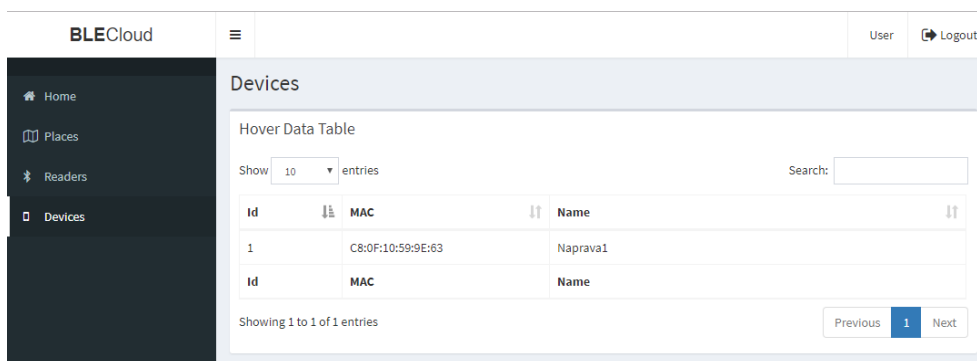 BLECloud
User
Logout
Home
Places
Readers
Devices
Devices
Hover Data Table
Show 10 entries
Search:
Id MAC Name
1 C8:0F:10:59:9E:63 Naprava1
Id MAC Name
Showing 1 to 1 of 1 entries
Previous 1 Next